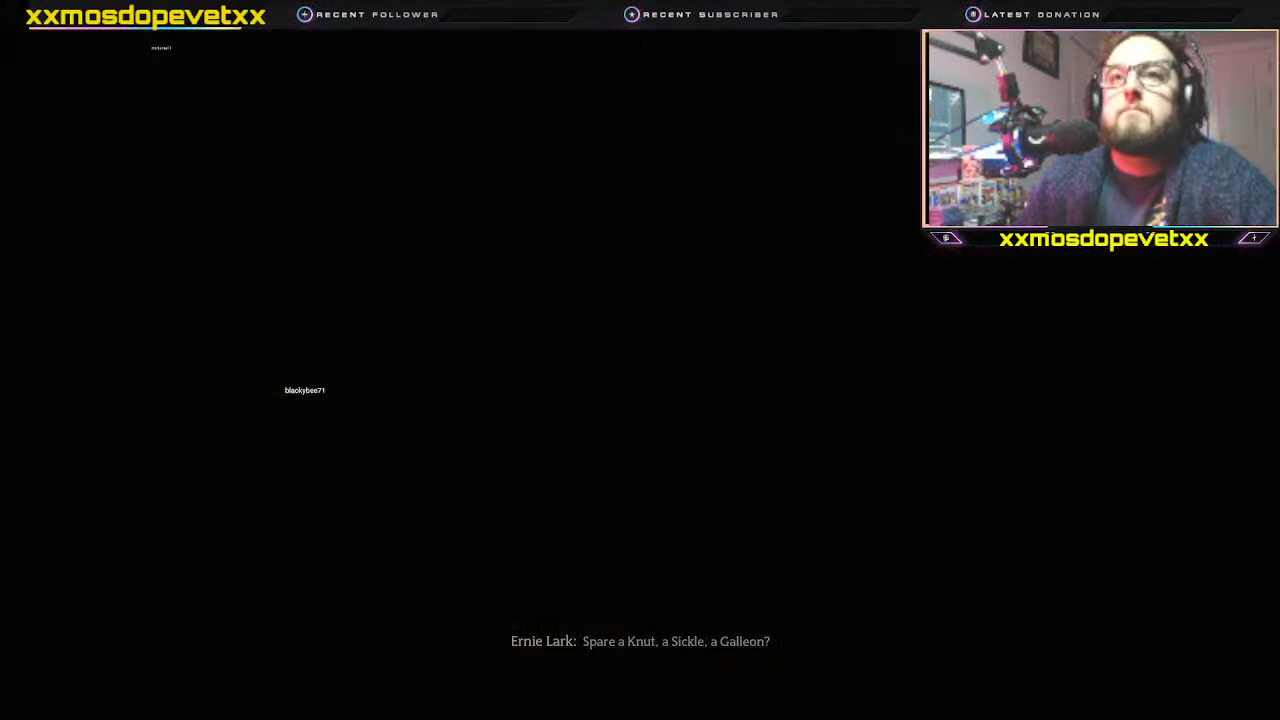 xxmosdopevetxx
RECENT FOLLOWER
RECENT SUBSCRIBER
LATEST DONATION
xxmosdopevetxx
blackybee71
Ernie Lark: Spare a Knut, a Sickle, a Galleon?